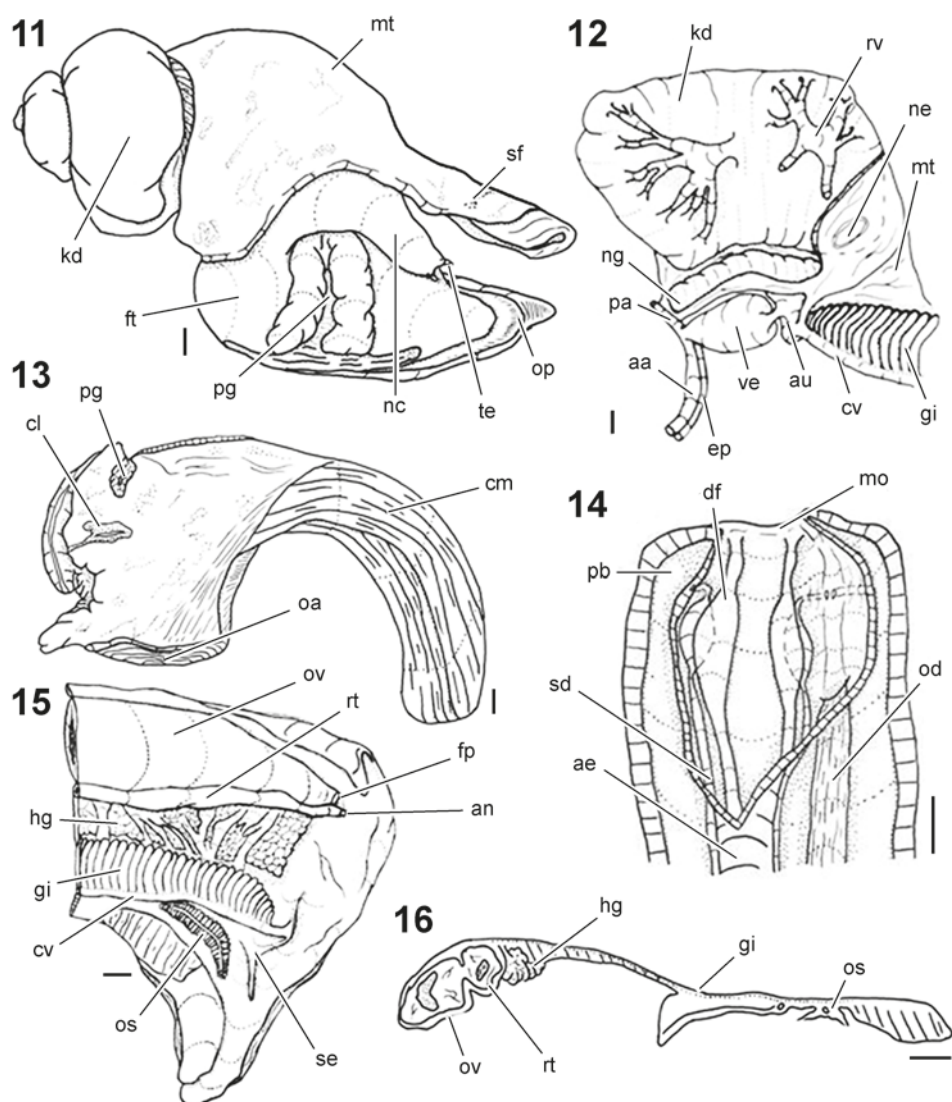 11
mt
sf
kd
ft
pg
nc
te
op
12
kd
rv
ne
mt
ng
pa
aa
ep
ve
au
cv
gi
13
pg
cl
cm
oa
14
mo
df
pb
sd
od
ae
15
ov
rt
fp
an
hg
gi
cv
os
se
16
hg
gi
os
ov
rt